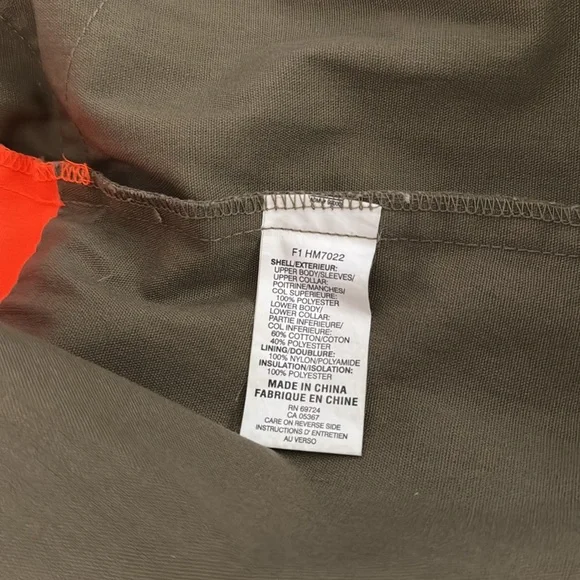 F1 HM7022
SHELL/EXTERIEUR:
UPPER BODY/SLEEVES/
UPPER COLLAR:
POITRINE/MANCHES/
COL SUPERIEURE:
100% POLYESTER
LOWER BODY/
LOWER COLLAR:
PARTIE INFERIEURE/
COL INFERIEURE:
60% COTTON/COTON
40% POLYESTER
LINING/DOUBLURE:
100% NYLON/POLYAMIDE
INSULATION/ISOLATION:
100% POLYESTER
MADE IN CHINA
FABRIQUE EN CHINE
RN 69724
CA 05367
CARE ON REVERSE SIDE
INSTRUCTIONS D' ENTRETIEN
AU VERSO